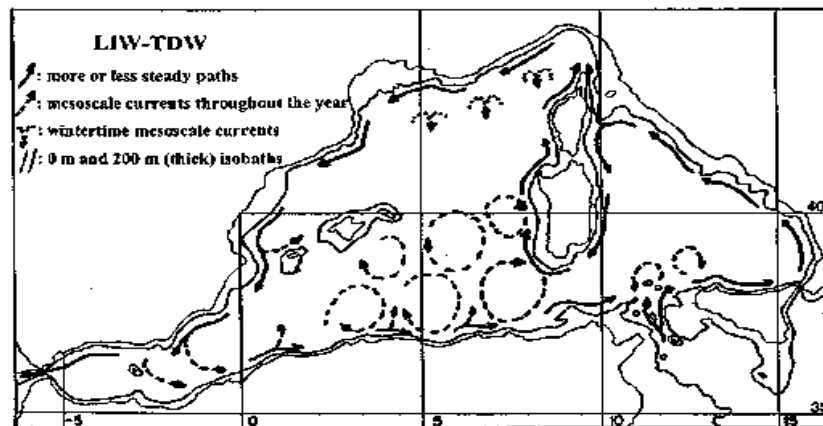 LIW-TDW
: more or less steady paths
: mesoscale currents throughout the year
: wintertime mesoscale currents
: 0 m and 200 m (thick) isobaths
40
-5
0
5
10
15
35